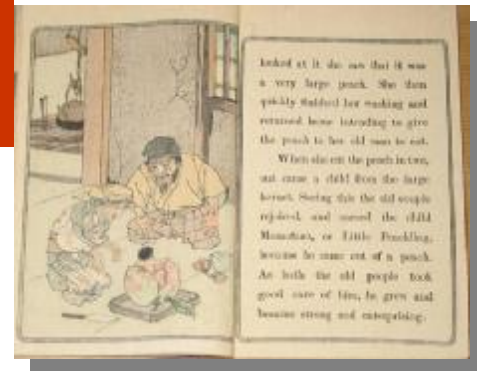 looked at it she saw that it was
a very large peach. She then
quickly finished her washing and
returned home intending to give
the peach to her old man to eat.
When she cut the peach in two,
out came a child from the large
kernel. Seeing this the old couple
rejoiced, and named the child
Momotaro, or Little Peachling,
because he came out of a peach.
As both the old people took
good care of him, he grew and
became strong and enterprising.